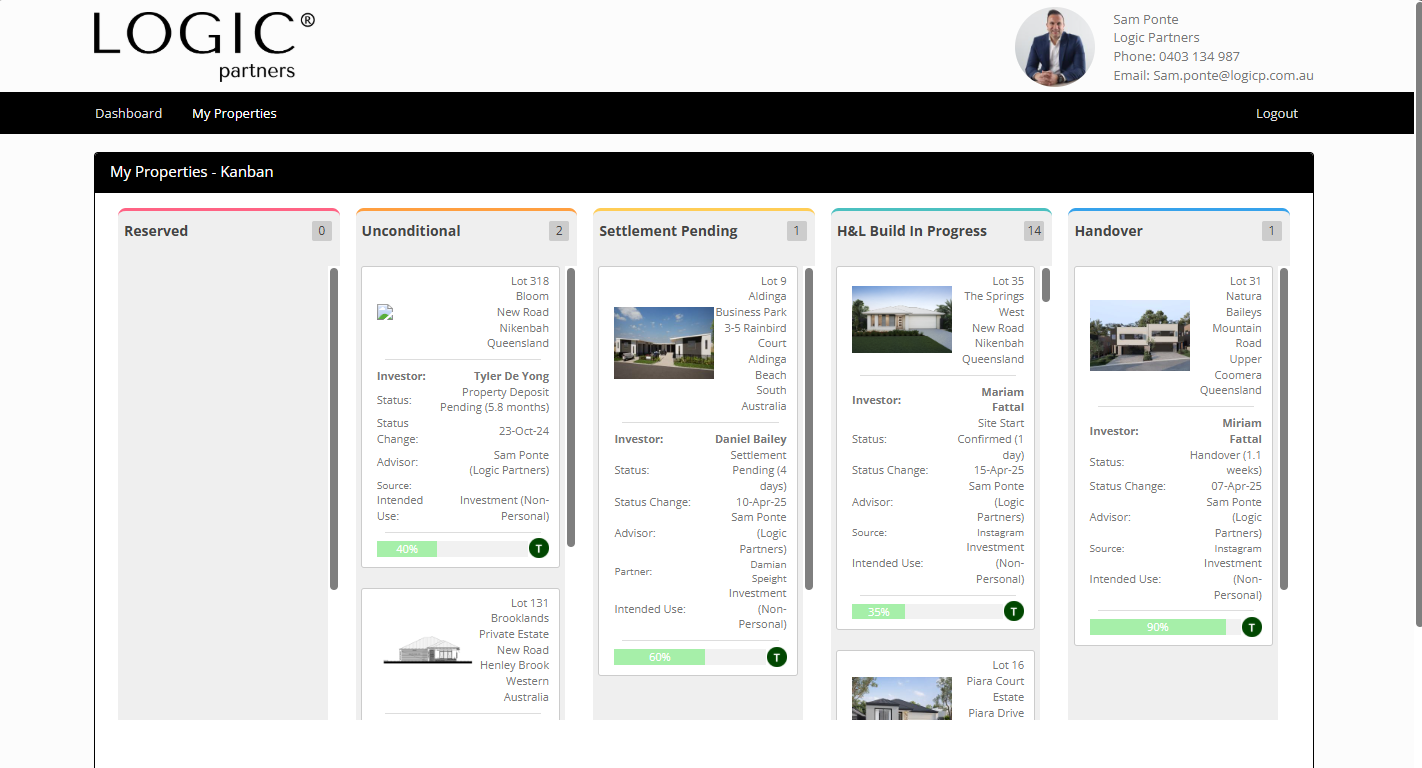 LOGIC®
partners
Sam Ponte
Logic Partners
Phone: 0403 134 987
Email: Sam.ponte@logicp.com.au
Dashboard My Properties Logout
My Properties - Kanban
Reserved 0
Unconditional 2
Lot 318
Bloom
New Road
Nikenbah
Queensland
Investor: Tyler De Yong
Status: Property Deposit
Pending (5.8 months)
Status
Change: 23-Oct-24
Advisor: Sam Ponte
(Logic Partners)
Source:
Intended
Use: Investment (Non-
Personal)
40% T
Lot 131
Brooklands
Private Estate
New Road
Henley Brook
Western
Australia
Settlement Pending 1
Lot 9
Aldinga
Business Park
3-5 Rainbird
Court
Aldinga
Beach
South
Australia
Investor: Daniel Bailey
Status: Settlement
Pending (4
days)
Status Change: 10-Apr-25
Advisor: Sam Ponte
(Logic
Partners)
Partner: Damian
Speight
Intended Use: Investment
(Non-
Personal)
60% T
H&L Build In Progress 14
Lot 35
The Springs
West
New Road
Nikenbah
Queensland
Investor: Mariam
Fattal
Status: Site Start
Confirmed (1
day)
Status Change: 15-Apr-25
Advisor: Sam Ponte
(Logic
Partners)
Source: Instagram
Intended Use: Investment
(Non-
Personal)
35% T
Lot 16
Piara Court
Estate
Piara Drive
Handover 1
Lot 31
Natura
Baileys
Mountain
Road
Upper
Coomera
Queensland
Investor: Miriam
Fattal
Status: Handover (1.1
weeks)
Status Change: 07-Apr-25
Advisor: Sam Ponte
(Logic
Partners)
Source: Instagram
Intended Use: Investment
(Non-
Personal)
90% T